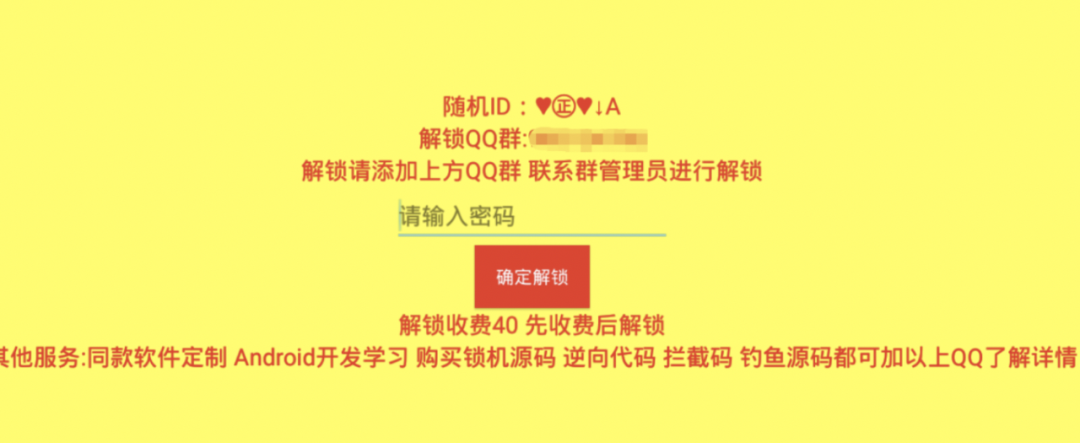 随机ID：♥㊣♥↓A
解锁QQ群:
解锁请添加上方QQ群 联系群管理员进行解锁
请输入密码
确定解锁
解锁收费40 先收费后解锁
其他服务:同款软件定制 Android开发学习 购买锁机源码 逆向代码 拦截码 钓鱼源码都可加以上QQ了解详情